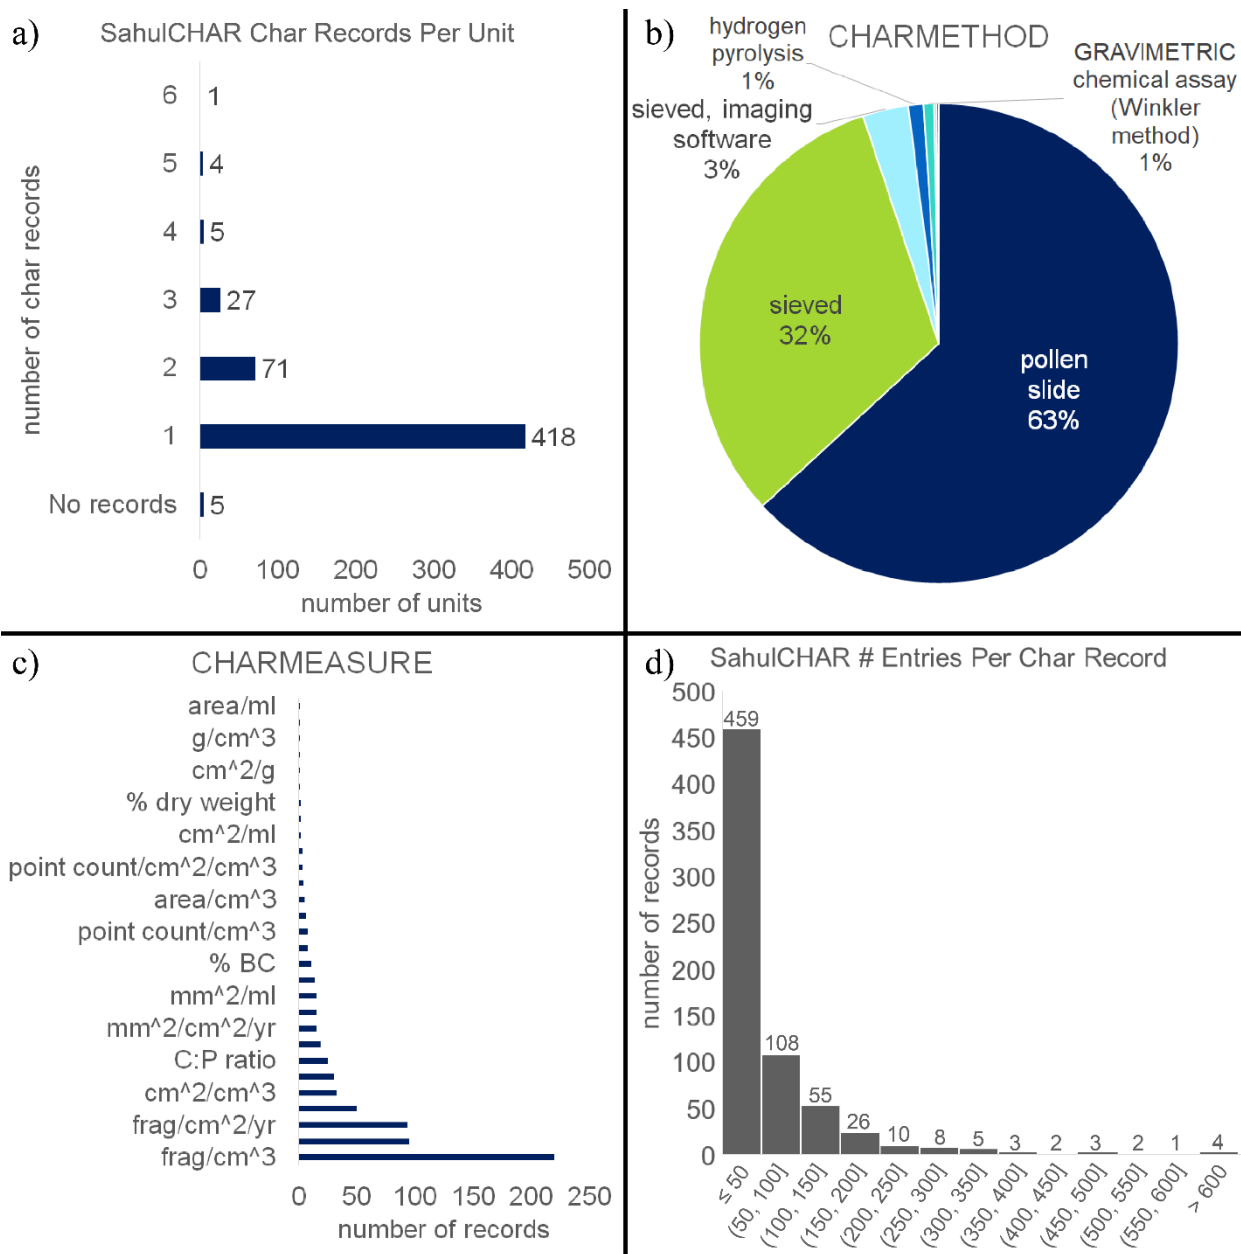 a)
SahulCHAR Char Records Per Unit
number of char records
6
1
5
4
4
5
3
27
2
71
1
418
No records
5
0 100 200 300 400 500
number of units
b)
CHARMETHOD
hydrogen
pyrolysis
1%
sieved, imaging
software
3%
GRAVIMETRIC
chemical assay
(Winkler
method)
1%
sieved
32%
pollen
slide
63%
c)
CHARMEASURE
area/ml
g/cm^3
cm^2/g
% dry weight
cm^2/ml
point count/cm^2/cm^3
area/cm^3
point count/cm^3
% BC
mm^2/ml
mm^2/cm^2/yr
C:P ratio
cm^2/cm^3
frag/cm^2/yr
frag/cm^3
0 50 100 150 200 250
number of records
d)
SahulCHAR # Entries Per Char Record
number of records
500
450
400
350
300
250
200
150
100
50
0
459
108
55
26
10
8
5
3
2
3
2
1
4
≤ 50
(50, 100]
(100, 150]
(150, 200]
(200, 250]
(250, 300]
(300, 350]
(350, 400]
(400, 450]
(450, 500]
(500, 550]
(550, 600]
> 600